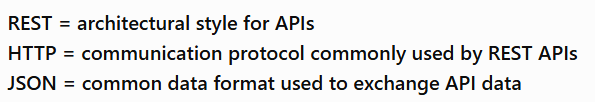 REST = architectural style for APIs
HTTP = communication protocol commonly used by REST APIs
JSON = common data format used to exchange API data